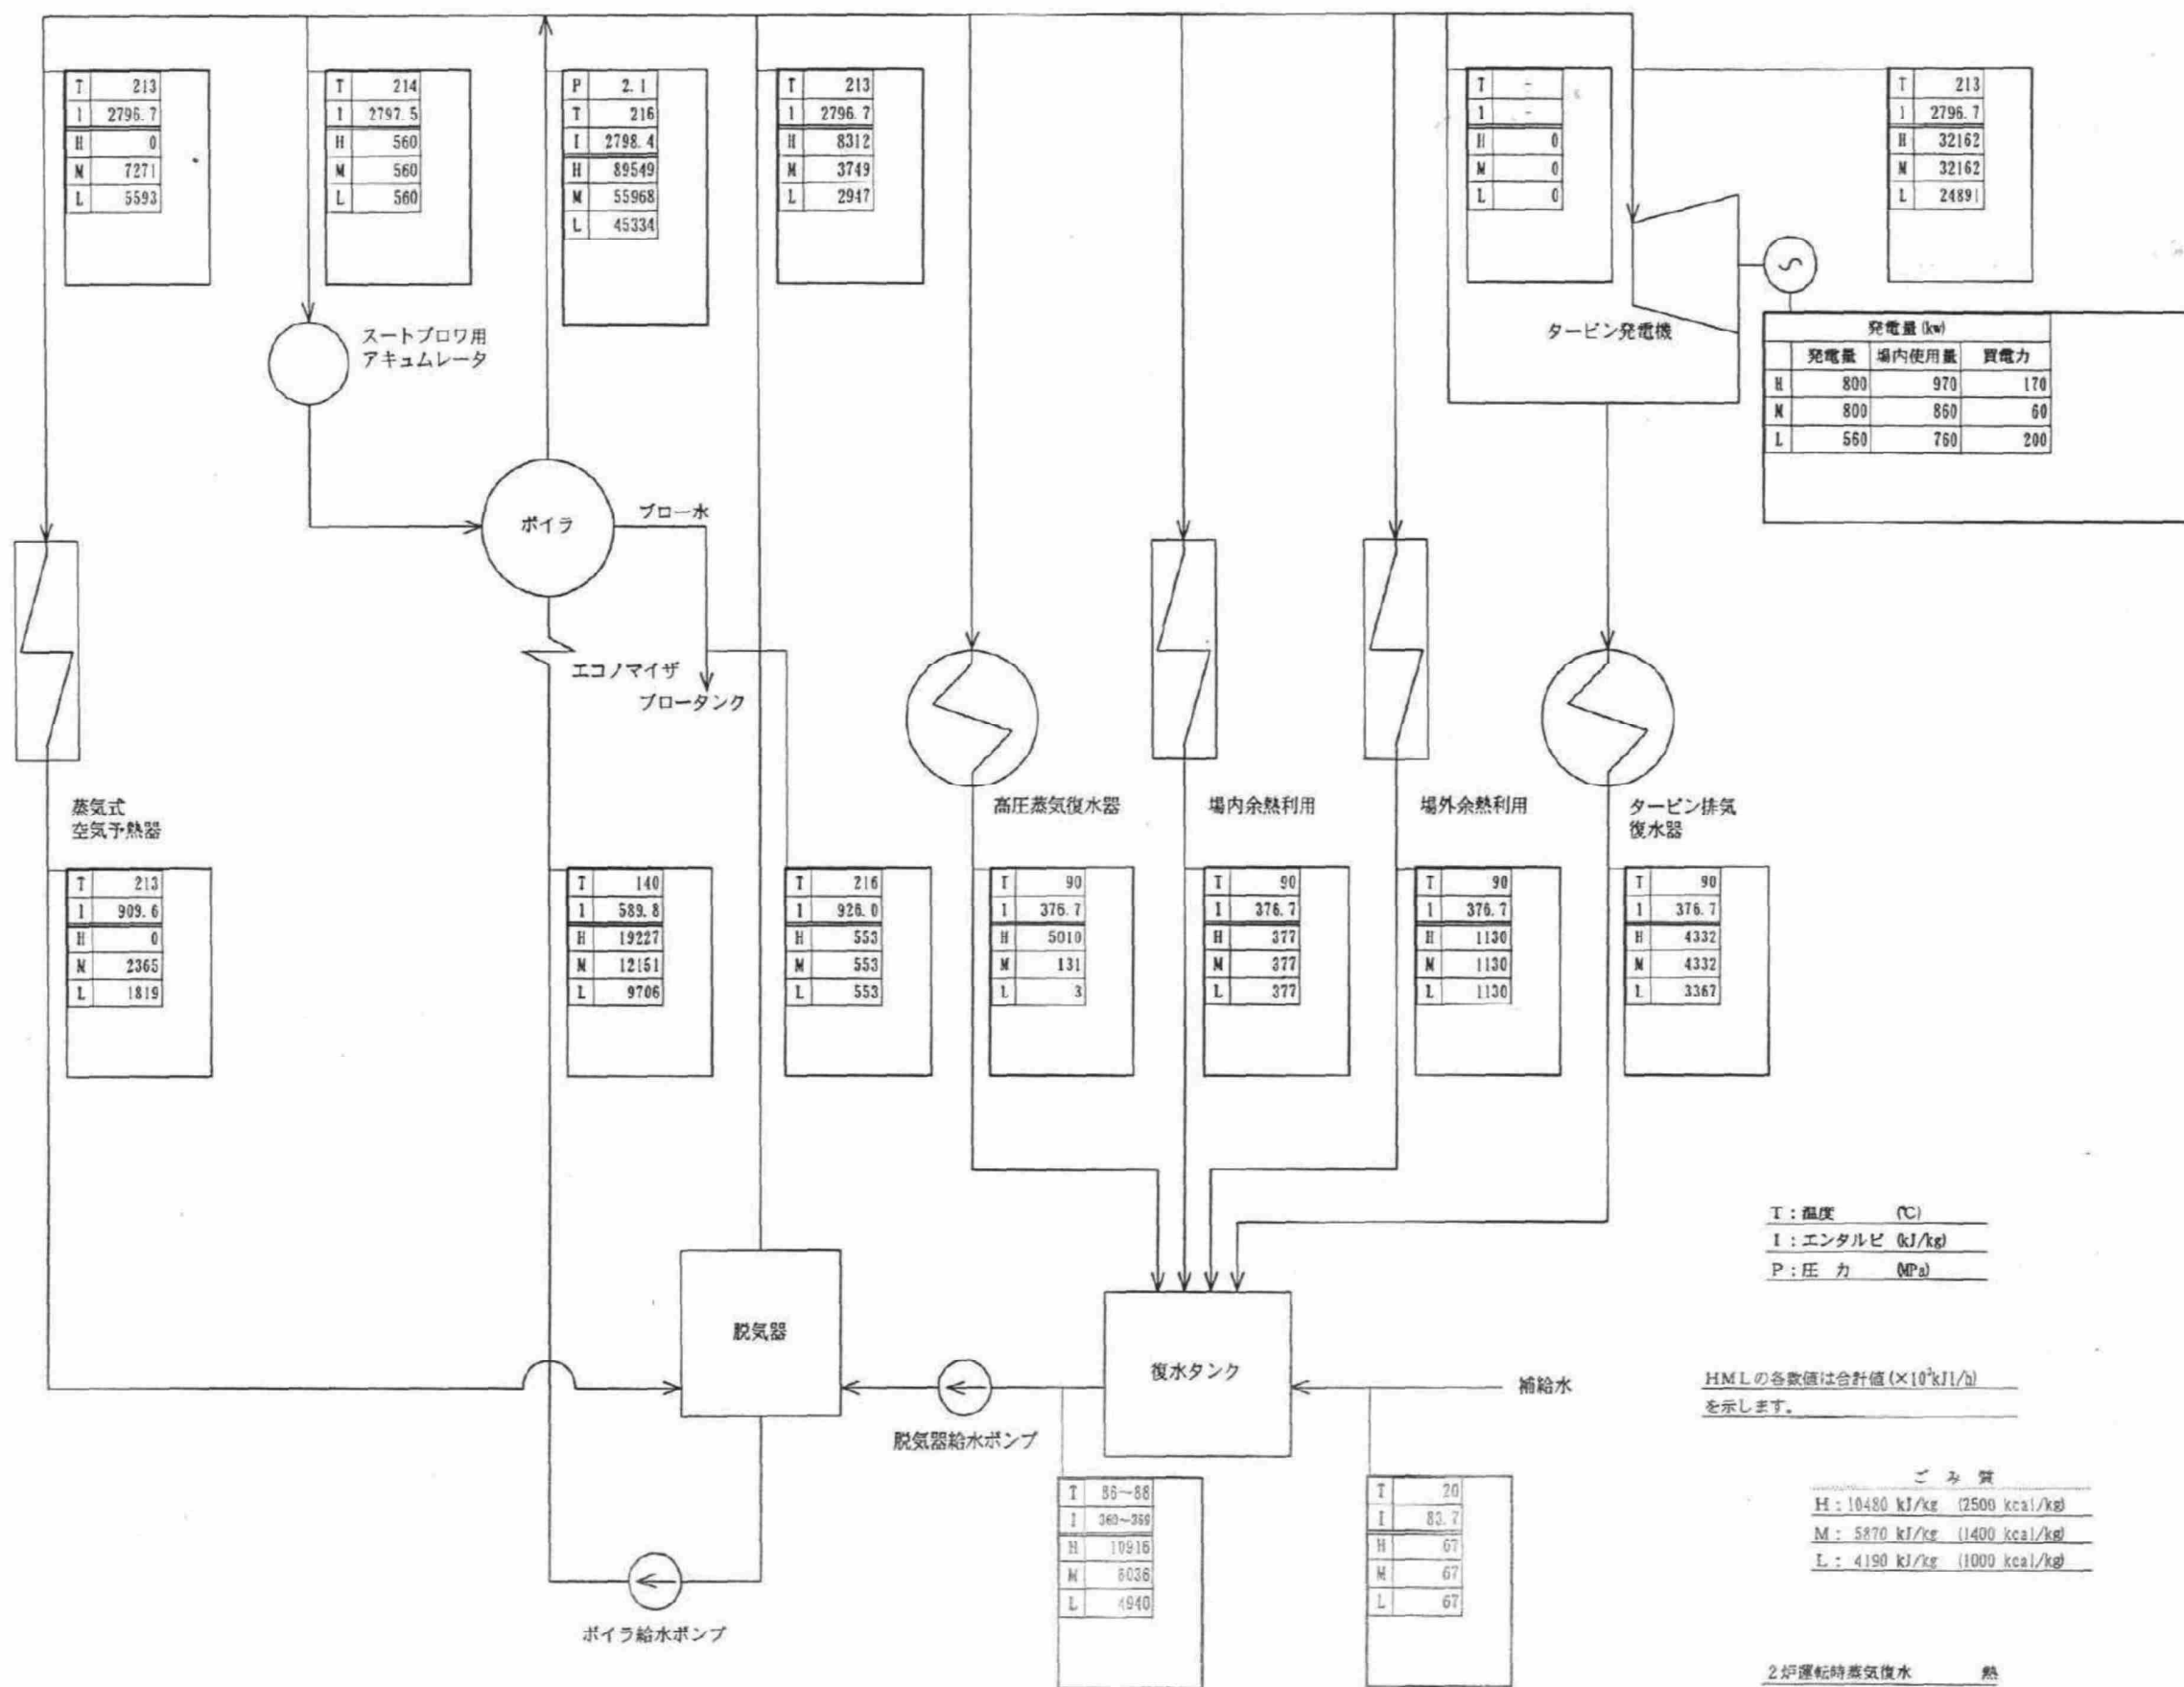 T 213
I 2796.7
H 0
M 7271
L 5593
T 214
I 2797.5
H 560
M 560
L 560
P 2.1
T 216
I 2798.4
H 89549
M 55968
L 45334
T 213
I 2796.7
H 8312
M 3749
L 2947
T -
I -
H 0
M 0
L 0
T 213
I 2796.7
H 32162
M 32162
L 24891
スートブロワ用
アキュムレータ
タービン発電機
発電量(kw)
発電量 場内使用量 買電力
H 800 970 170
M 800 860 60
L 560 760 200
ボイラ
ブロー水
エコノマイザ
ブロータンク
蒸気式
空気予熱器
高圧蒸気復水器
場内余熱利用
場外余熱利用
タービン排気
復水器
T 213
I 909.6
H 0
M 2365
L 1819
T 140
I 589.8
H 19227
M 12151
L 9706
T 216
I 926.0
H 553
M 553
L 553
T 90
I 376.7
H 5010
M 131
L 3
T 90
I 376.7
H 377
M 377
L 377
T 90
I 376.7
H 1130
M 1130
L 1130
T 90
I 376.7
H 4332
M 4332
L 3367
T:温度 (℃)
I:エンタルピ (kJ/kg)
P:圧力 (MPa)
脱気器
復水タンク
補給水
脱気器給水ポンプ
ボイラ給水ポンプ
HMLの各数値は合計値(×10³kJ1/h)
を示します。
T 86~88
I 360~369
H 10916
M 6036
L 4940
T 20
I 83.7
H 67
M 67
L 67
ごみ質
H:10480 kJ/kg (2500 kcal/kg)
M: 5870 kJ/kg (1400 kcal/kg)
L: 4190 kJ/kg (1000 kcal/kg)
2炉運転時蒸気復水 熱